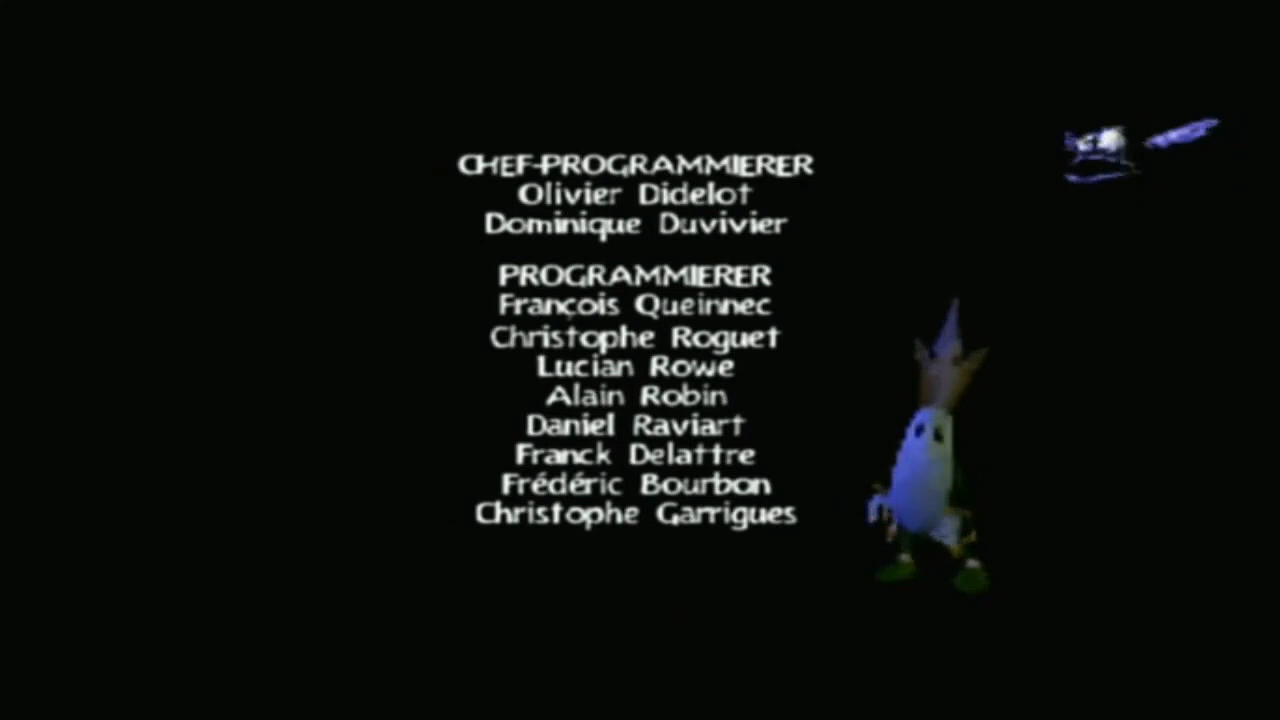 CHEF-PROGRAMMIERER
Olivier Didelot
Dominique Duvivier
PROGRAMMIERER
François Queinnec
Christophe Roguet
Lucian Rowe
Alain Robin
Daniel Raviart
Franck Delattre
Frédéric Bourbon
Christophe Garrigues